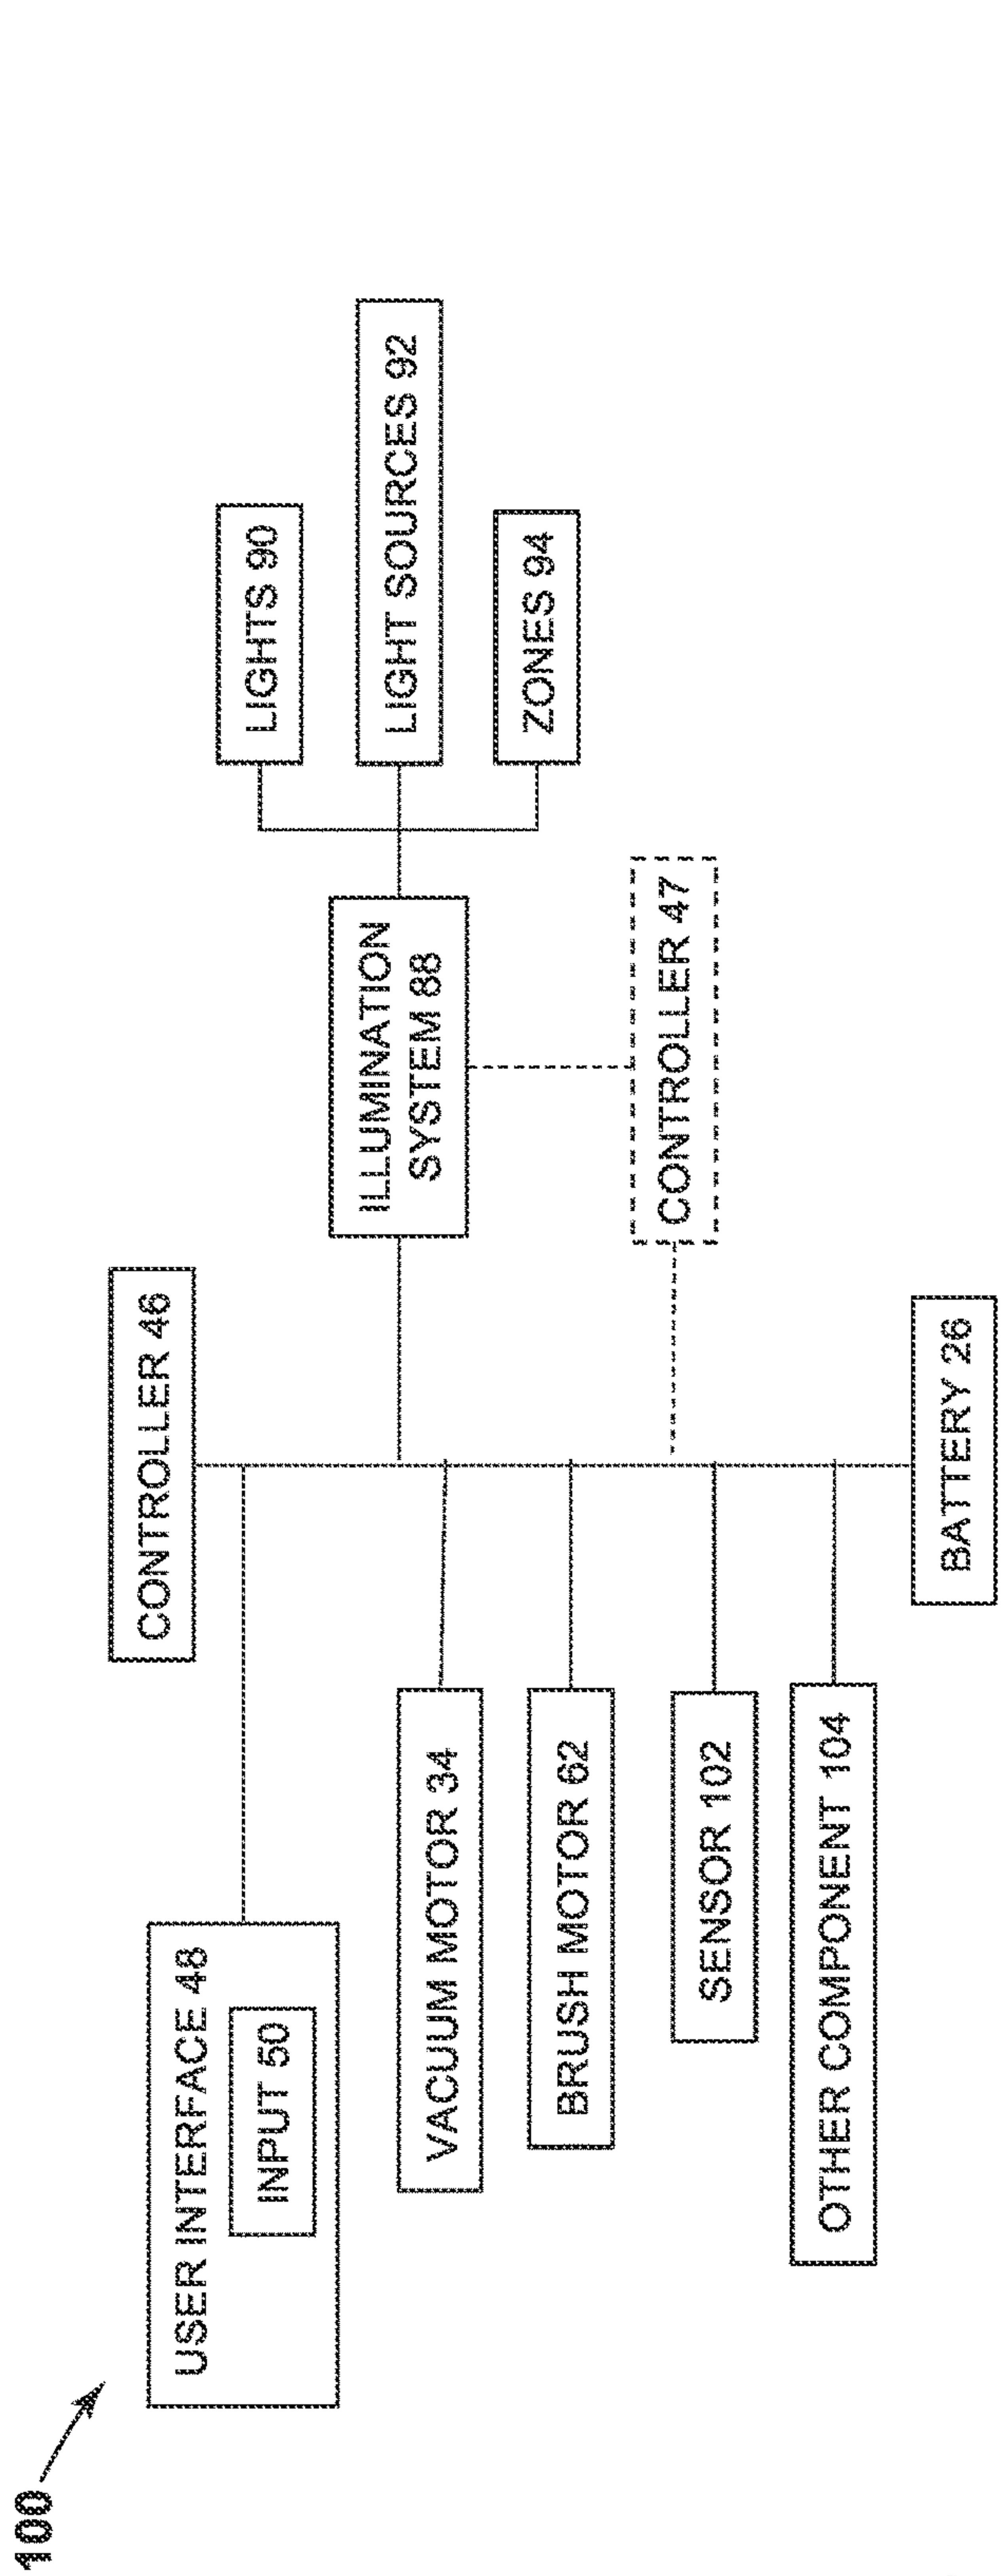 100
CONTROLLER 46
USER INTERFACE 48
INPUT 50
VACUUM MOTOR 34
BRUSH MOTOR 62
SENSOR 102
OTHER COMPONENT 104
BATTERY 26
ILLUMINATION
SYSTEM 88
CONTROLLER 47
LIGHTS 90
LIGHT SOURCES 92
ZONES 94